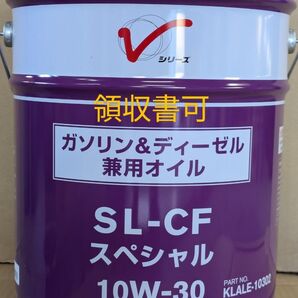 V
シリーズ
領収書可
ガソリン&ディーゼル
兼用オイル
SL-CF
スペシャル
10W-30
PART NO.
KLALE-10302